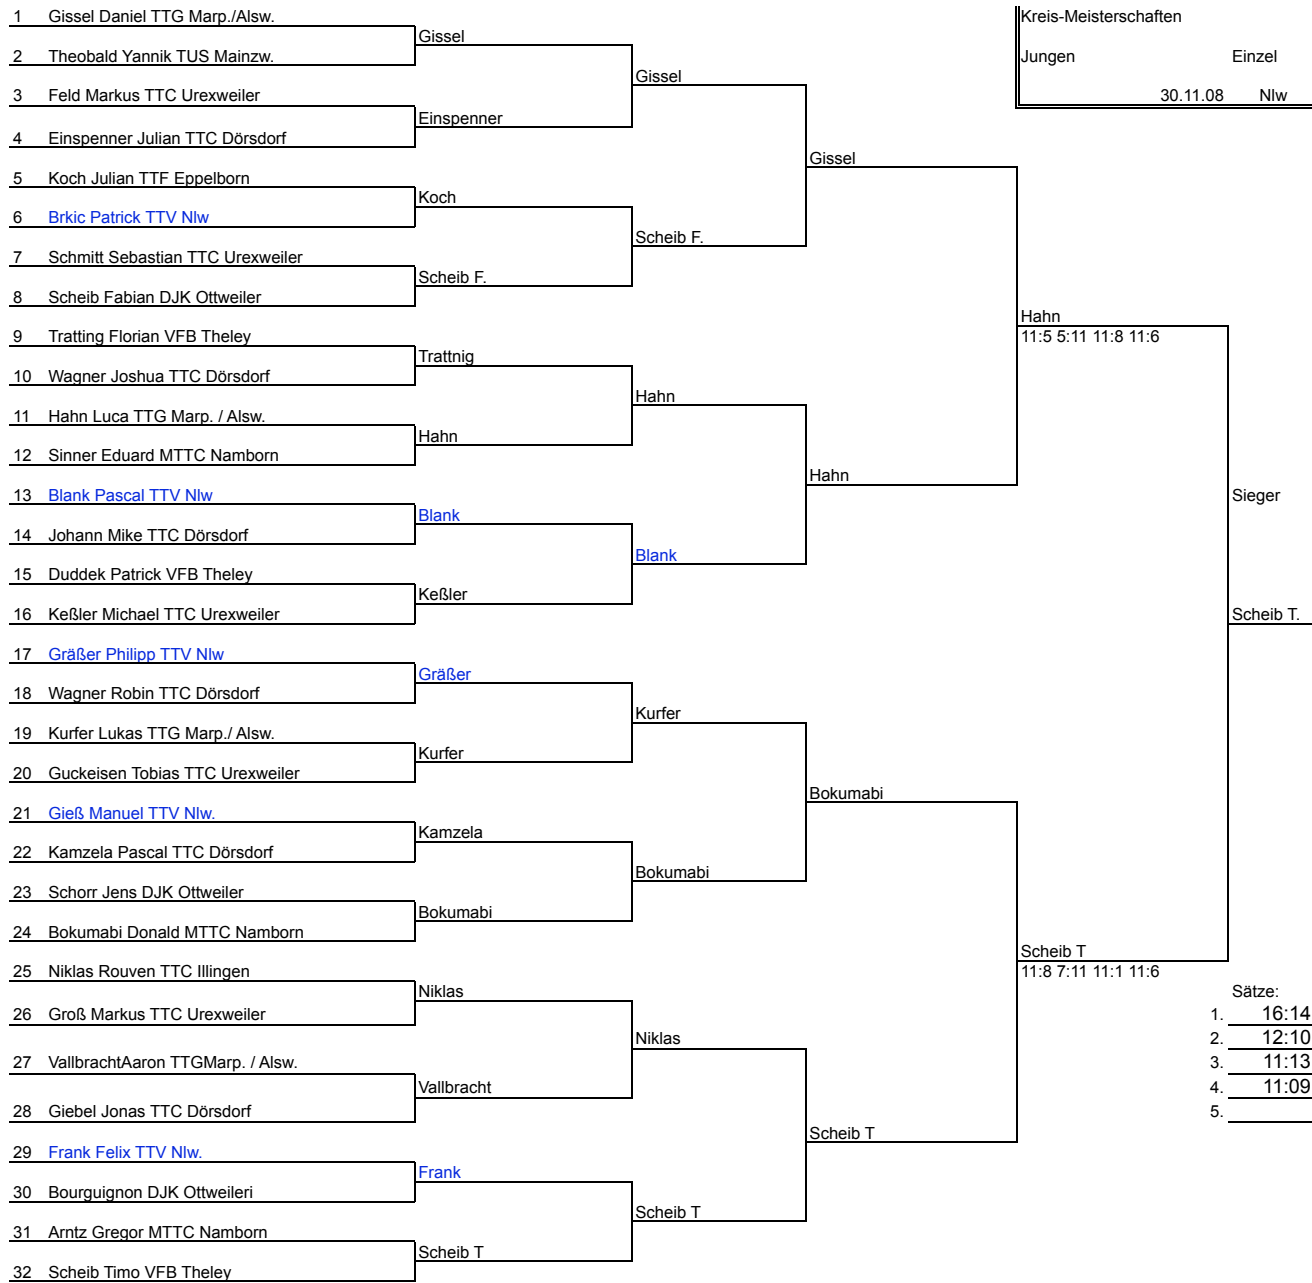 Kreis-Meisterschaften
Jungen Einzel
30.11.08 Nlw
1 Gissel Daniel TTG Marp./Alsw.
2 Theobald Yannik TUS Mainzw.
3 Feld Markus TTC Urexweiler
4 Einspenner Julian TTC Dörsdorf
5 Koch Julian TTF Eppelborn
6 Brkic Patrick TTV Nlw
7 Schmitt Sebastian TTC Urexweiler
8 Scheib Fabian DJK Ottweiler
9 Tratting Florian VFB Theley
10 Wagner Joshua TTC Dörsdorf
11 Hahn Luca TTG Marp. / Alsw.
12 Sinner Eduard MTTC Namborn
13 Blank Pascal TTV Nlw
14 Johann Mike TTC Dörsdorf
15 Duddek Patrick VFB Theley
16 Keßler Michael TTC Urexweiler
17 Gräßer Philipp TTV Nlw
18 Wagner Robin TTC Dörsdorf
19 Kurfer Lukas TTG Marp./ Alsw.
20 Guckeisen Tobias TTC Urexweiler
21 Gieß Manuel TTV Nlw.
22 Kamzela Pascal TTC Dörsdorf
23 Schorr Jens DJK Ottweiler
24 Bokumabi Donald MTTC Namborn
25 Niklas Rouven TTC Illingen
26 Groß Markus TTC Urexweiler
27 VallbrachtAaron TTGMarp. / Alsw.
28 Giebel Jonas TTC Dörsdorf
29 Frank Felix TTV Nlw.
30 Bourguignon DJK Ottweileri
31 Arntz Gregor MTTC Namborn
32 Scheib Timo VFB Theley
Gissel
Einspenner
Koch
Scheib F.
Trattnig
Hahn
Blank
Keßler
Gräßer
Kurfer
Kamzela
Bokumabi
Niklas
Vallbracht
Frank
Scheib T
Gissel
Scheib F.
Hahn
Blank
Kurfer
Bokumabi
Niklas
Scheib T
Gissel
Hahn
Bokumabi
Scheib T
Hahn
11:5 5:11 11:8 11:6
Scheib T
11:8 7:11 11:1 11:6
Sieger
Scheib T.
Sätze:
1. 16:14
2. 12:10
3. 11:13
4. 11:09
5.